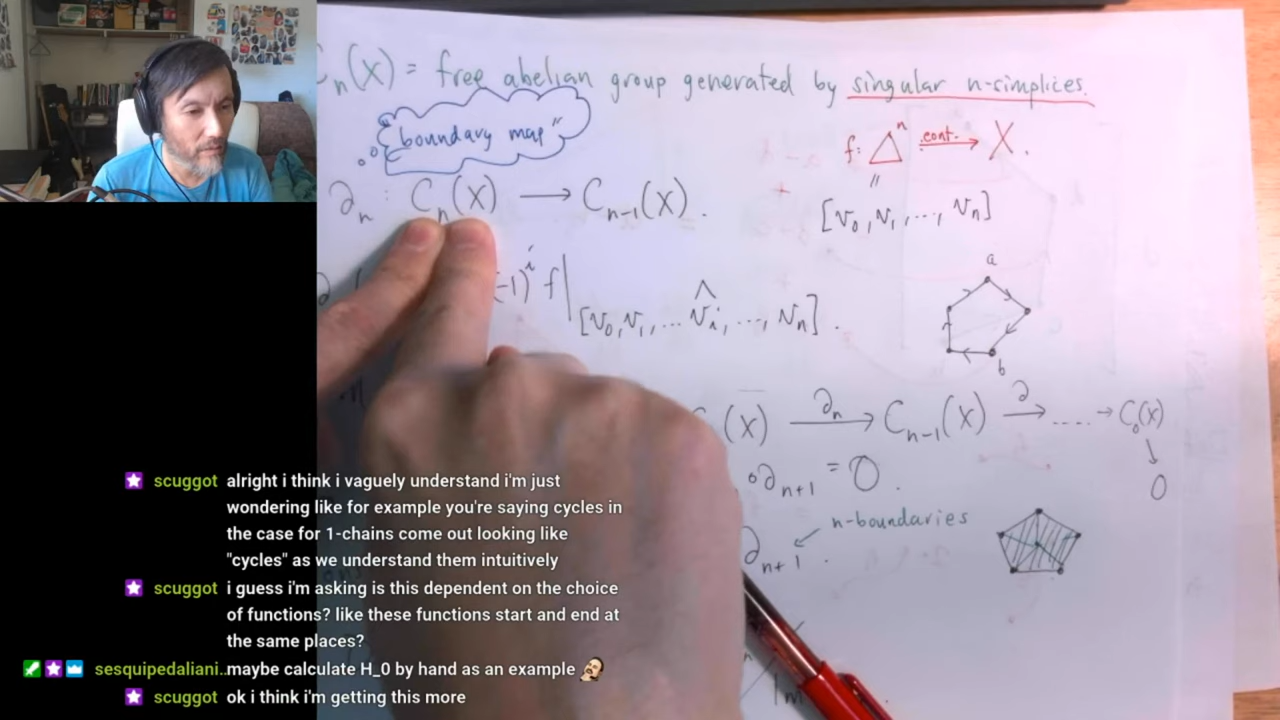 C_n(X) = free abelian group generated by singular n-simplices.
"boundary map"
f: Δ^n cont.→ X.
=
[v_0, v_1, ..., v_n]
∂_n : C_n(X) → C_{n-1}(X).
(-1)^i f|_{[v_0, v_1, ... v̂_i, ..., v_n]}.
a
b
(X) ∂_n→ C_{n-1}(X) ∂→ .... → C_0(X)
↓
0
∘∂_{n+1} = 0.
∂_{n+1}. ← n-boundaries
Im
scuggot alright i think i vaguely understand i'm just
wondering like for example you're saying cycles in
the case for 1-chains come out looking like
"cycles" as we understand them intuitively
scuggot i guess i'm asking is this dependent on the choice
of functions? like these functions start and end at
the same places?
sesquipedaliani.. maybe calculate H_0 by hand as an example
scuggot ok i think i'm getting this more